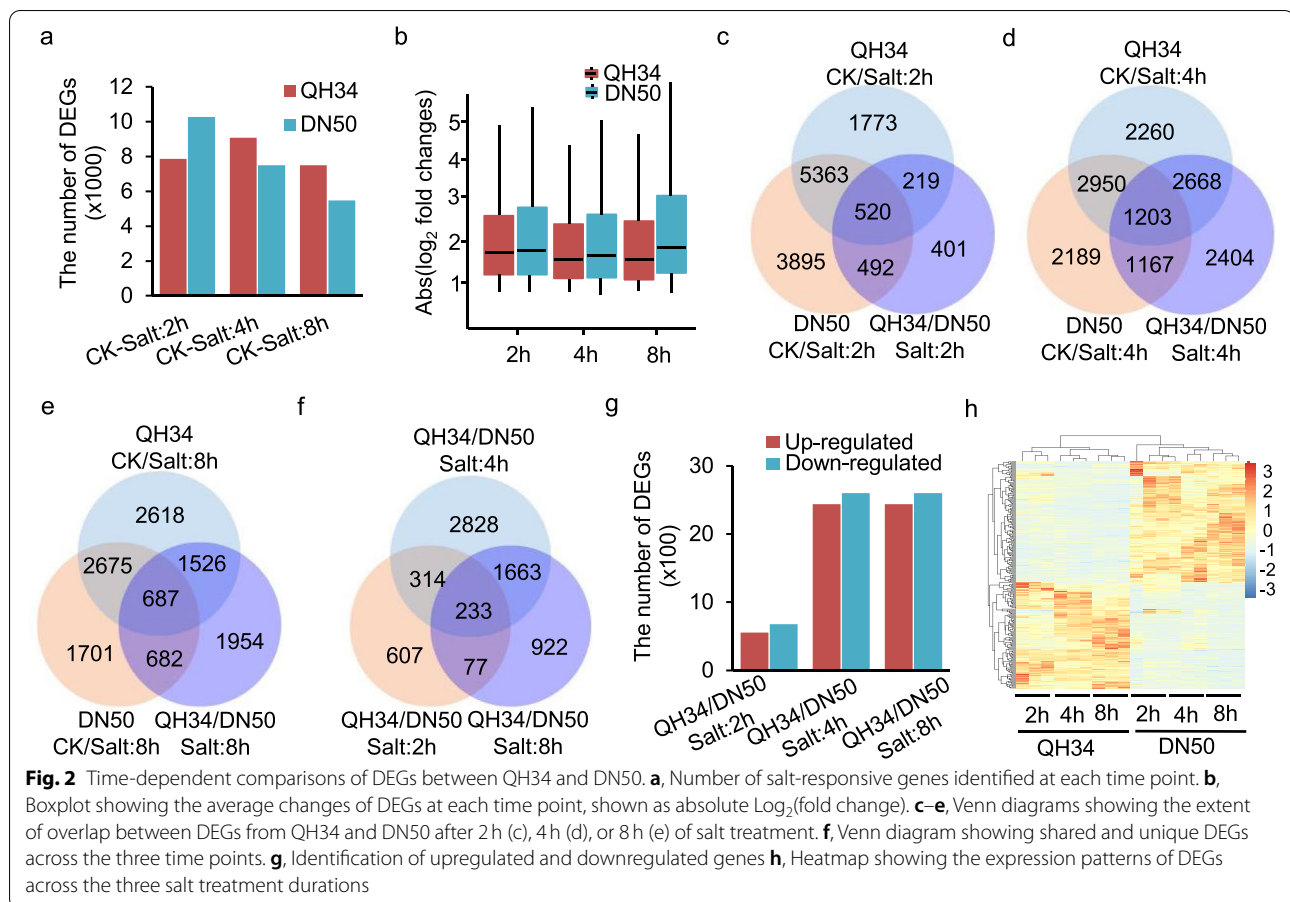 a
The number of DEGs
(x1000)
12
10
8
6
4
2
0
QH34
DN50
CK-Salt:2h
CK-Salt:4h
CK-Salt:8h
b
Abs(log2 fold changes)
5
4
3
2
1
QH34
DN50
2h 4h 8h
c
QH34
CK/Salt:2h
1773
5363 219
520
3895 492 401
DN50
CK/Salt:2h
QH34/DN50
Salt:2h
d
QH34
CK/Salt:4h
2260
2950 2668
1203
2189 1167 2404
DN50
CK/Salt:4h
QH34/DN50
Salt:4h
e
QH34
CK/Salt:8h
2618
2675 1526
687
1701 682 1954
DN50
CK/Salt:8h
QH34/DN50
Salt:8h
f
QH34/DN50
Salt:4h
2828
314 1663
233
607 77 922
QH34/DN50
Salt:2h
QH34/DN50
Salt:8h
g
The number of DEGs
(x100)
30
20
10
0
Up-regulated
Down-regulated
QH34/DN50
Salt:2h
QH34/DN50
Salt:4h
QH34/DN50
Salt:8h
h
3
2
1
0
-1
-2
-3
2h 4h 8h 2h 4h 8h
QH34 DN50
Fig. 2 Time-dependent comparisons of DEGs between QH34 and DN50. a, Number of salt-responsive genes identified at each time point. b,
Boxplot showing the average changes of DEGs at each time point, shown as absolute Log2(fold change). c–e, Venn diagrams showing the extent
of overlap between DEGs from QH34 and DN50 after 2 h (c), 4 h (d), or 8 h (e) of salt treatment. f, Venn diagram showing shared and unique DEGs
across the three time points. g, Identification of upregulated and downregulated genes h, Heatmap showing the expression patterns of DEGs
across the three salt treatment durations